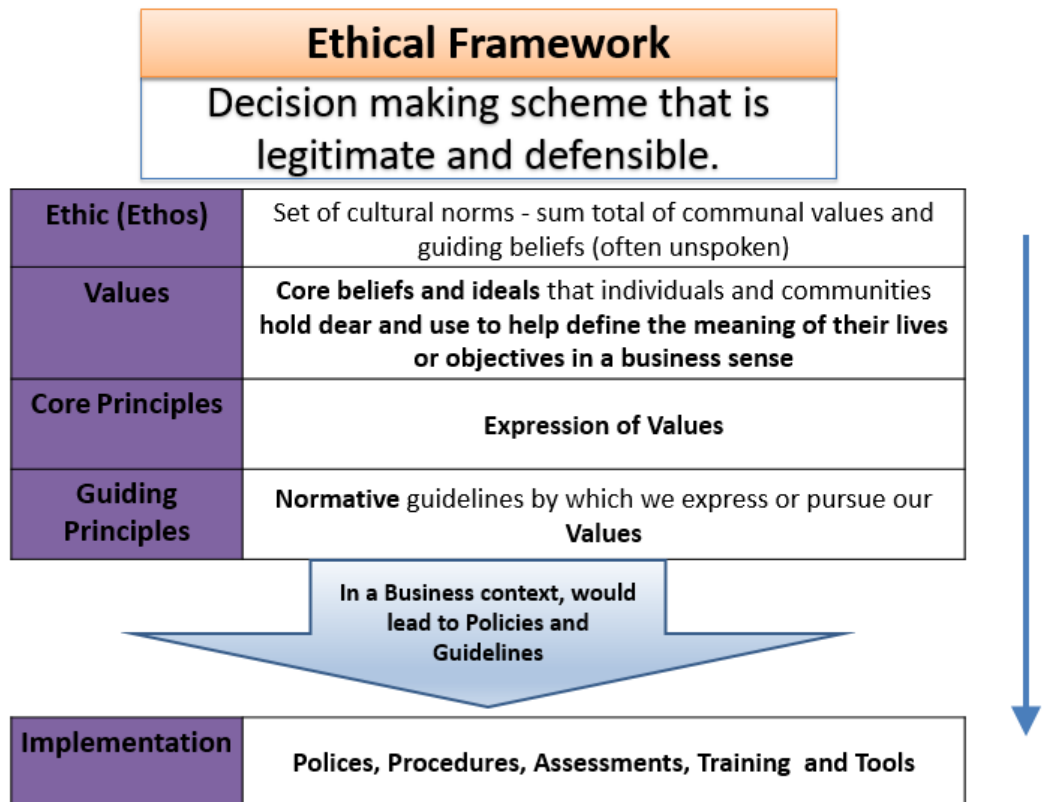 Ethical Framework
Decision making scheme that is
legitimate and defensible.
Ethic (Ethos)
Set of cultural norms - sum total of communal values and
guiding beliefs (often unspoken)
Values
Core beliefs and ideals that individuals and communities
hold dear and use to help define the meaning of their lives
or objectives in a business sense
Core Principles
Expression of Values
Guiding
Principles
Normative guidelines by which we express or pursue our
Values
In a Business context, would
lead to Policies and
Guidelines
Implementation
Polices, Procedures, Assessments, Training and Tools